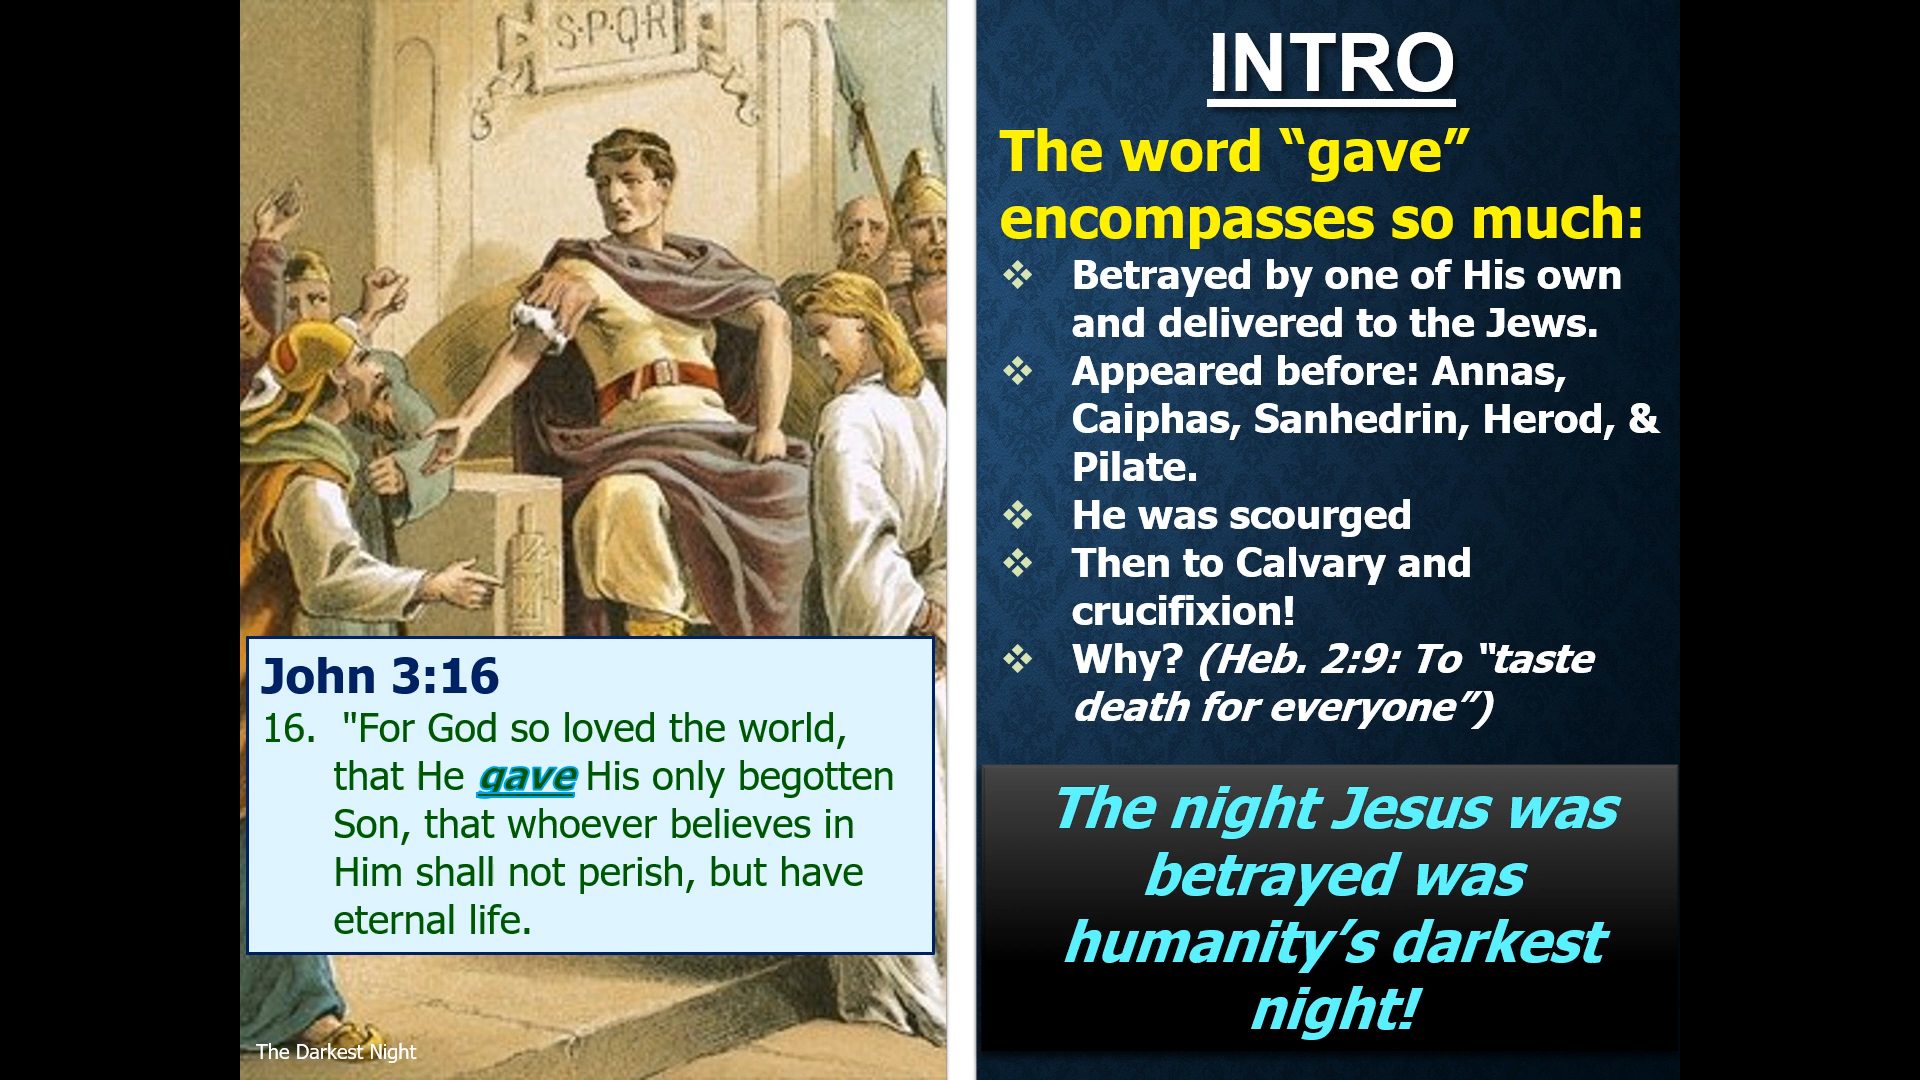 S·P·Q·R
John 3:16
16. "For God so loved the world,
that He gave His only begotten
Son, that whoever believes in
Him shall not perish, but have
eternal life.
The Darkest Night
INTRO
The word “gave”
encompasses so much:
❖ Betrayed by one of His own
and delivered to the Jews.
❖ Appeared before: Annas,
Caiphas, Sanhedrin, Herod, &
Pilate.
❖ He was scourged
❖ Then to Calvary and
crucifixion!
❖ Why? (Heb. 2:9: To “taste
death for everyone”)
The night Jesus was
betrayed was
humanity’s darkest
night!